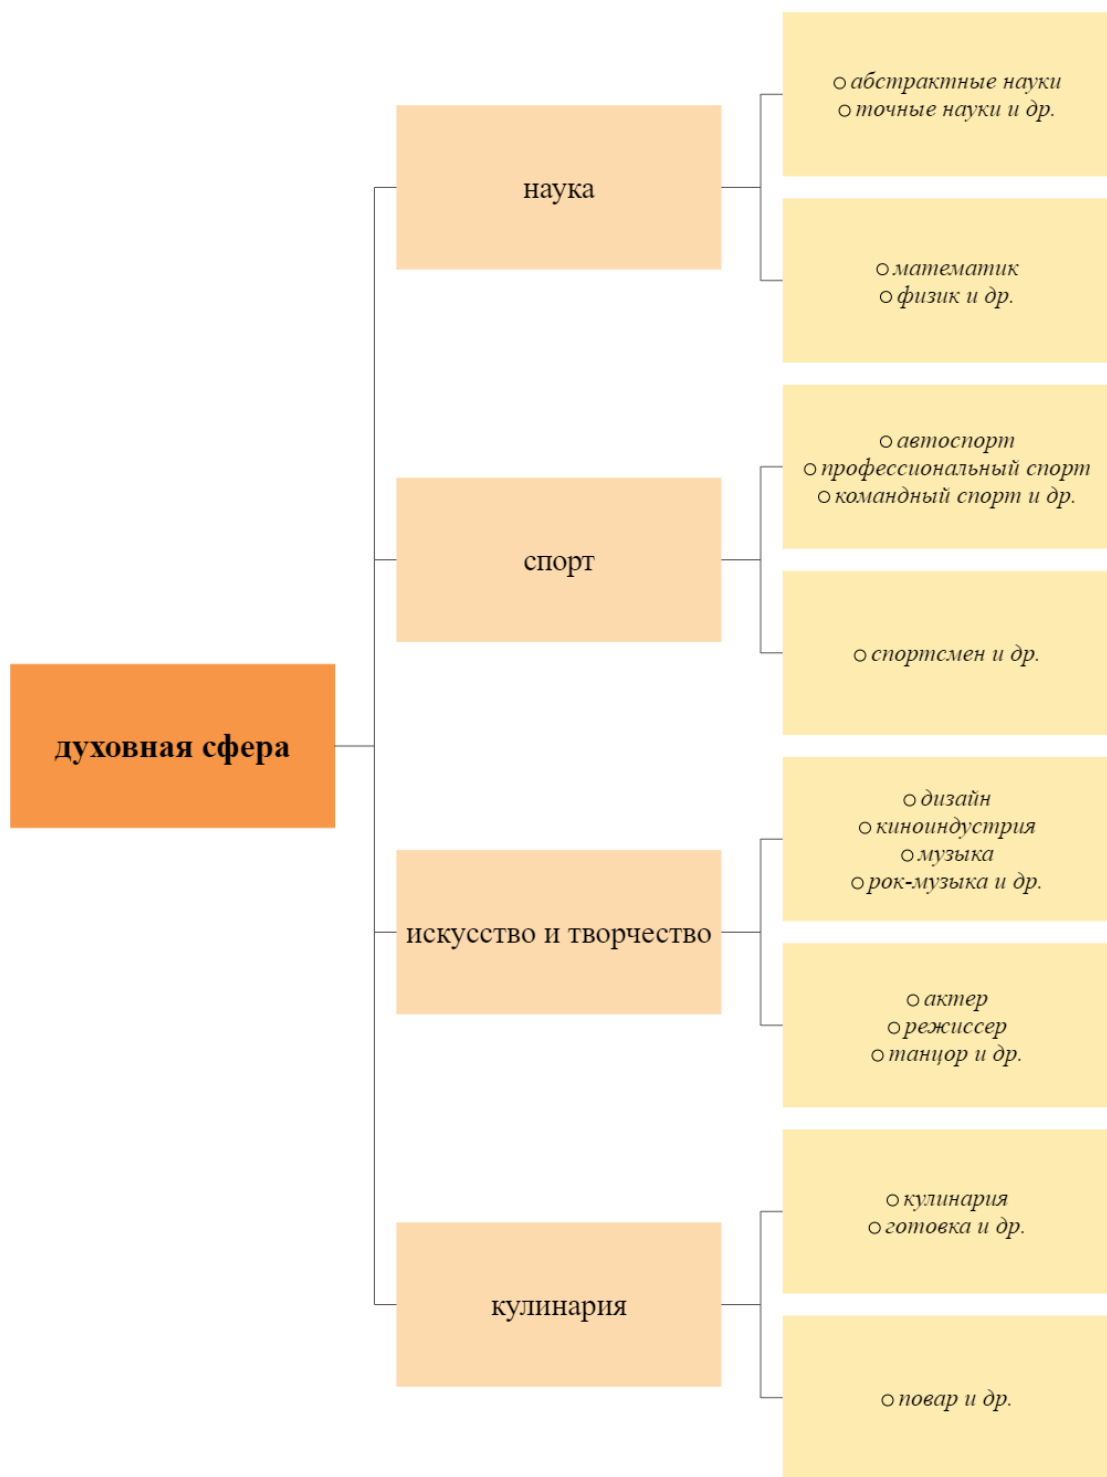 ○ абстрактные науки
○ точные науки и др.
наука
○ математик
○ физик и др.
○ автоспорт
○ профессиональный спорт
○ командный спорт и др.
спорт
○ спортсмен и др.
духовная сфера
○ дизайн
○ киноиндустрия
○ музыка
○ рок-музыка и др.
искусство и творчество
○ актер
○ режиссер
○ танцор и др.
○ кулинария
○ готовка и др.
кулинария
○ повар и др.